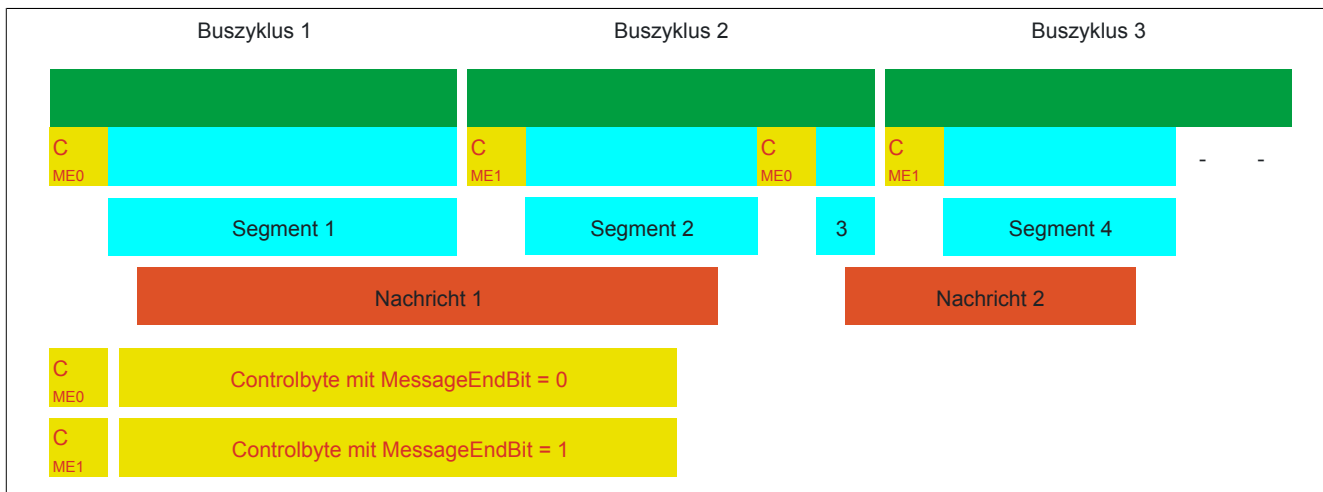 Buszyklus 1 Buszyklus 2 Buszyklus 3
C C C C
ME0 ME1 ME0 ME1 - -
Segment 1 Segment 2 3 Segment 4
Nachricht 1 Nachricht 2
C
ME0 Controlbyte mit MessageEndBit = 0
C
ME1 Controlbyte mit MessageEndBit = 1